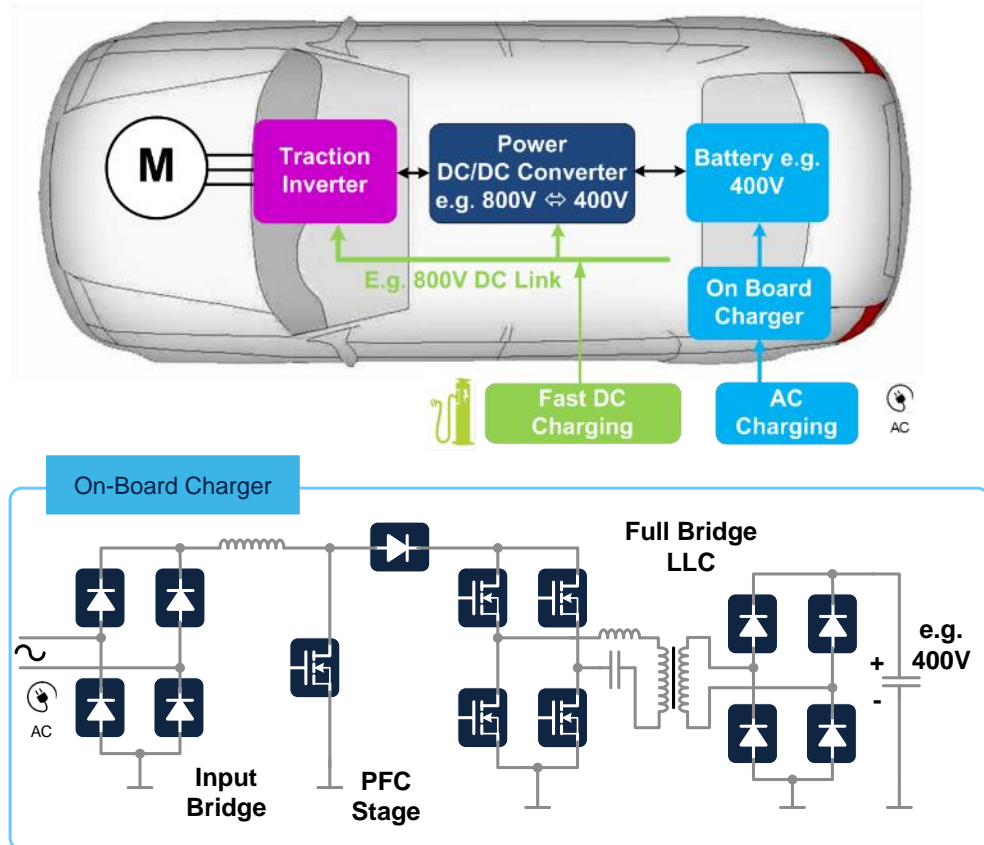 M
Traction
Inverter
Power
DC/DC Converter
e.g. 800V ⇔ 400V
Battery e.g.
400V
E.g. 800V DC Link
On Board
Charger
Fast DC
Charging
AC
Charging
AC
On-Board Charger
Full Bridge
LLC
e.g.
400V
+
-
AC
Input
Bridge
PFC
Stage